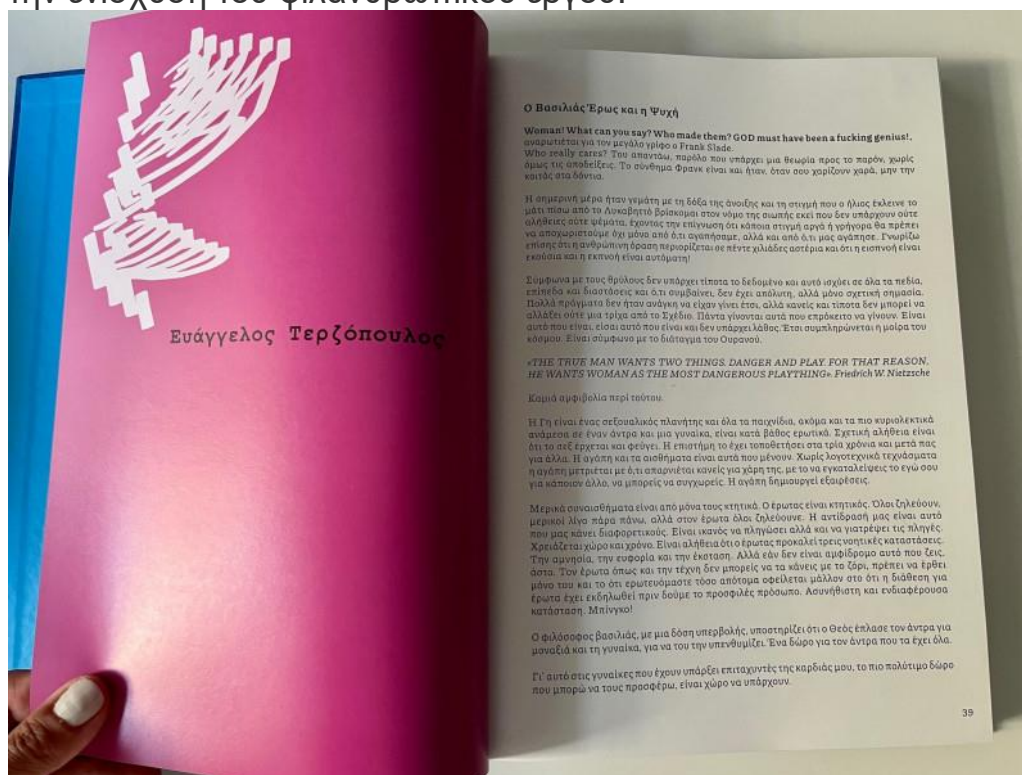 την ενίσχυση του φιλανθρωπικού έργου.
Ευάγγελος Τερζόπουλος
Ο Βασιλιάς Έρως και η Ψυχή
Woman! What can you say? Who made them? GOD must have been a fucking genius!,
αναρωτιέται για τον μεγάλο γρίφο ο Frank Slade.
Who really cares? Του απαντάω, παρόλο που υπάρχει μια θεωρία προς το παρόν, χωρίς
όμως τις αποδείξεις. Το σύνθημα Φρανκ είναι και ήταν, όταν σου χαρίζουν χαρά, μην την
κοιτάς στα δόντια.
Η σημερινή μέρα ήταν γεμάτη με τη δόξα της άνοιξης και τη στιγμή που ο ήλιος έκλεινε το
μάτι πίσω από το Λυκαβηττό βρίσκομαι στον νόμο της σιωπής εκεί που δεν υπάρχουν ούτε
αλήθειες ούτε ψέματα, έχοντας την επίγνωση ότι κάποια στιγμή αργά ή γρήγορα θα πρέπει
να αποχωριστούμε όχι μόνο από ό,τι αγαπήσαμε, αλλά και από ό,τι μας αγάπησε. Γνωρίζω
επίσης ότι η ανθρώπινη όραση περιορίζεται σε πέντε χιλιάδες αστέρια και ότι η εισπνοή είναι
εκούσια και η εκπνοή είναι αυτόματη!
Σύμφωνα με τους θρύλους δεν υπάρχει τίποτα το δεδομένο και αυτό ισχύει σε όλα τα πεδία,
επίπεδα και διαστάσεις και ό,τι συμβαίνει, δεν έχει απόλυτη, αλλά μόνο σχετική σημασία.
Πολλά πράγματα δεν ήταν ανάγκη να είχαν γίνει έτσι, αλλά κανείς και τίποτα δεν μπορεί να
αλλάξει ούτε μια τρίχα από το Σχέδιο. Πάντα γίνονται αυτά που επρόκειτο να γίνουν. Είναι
αυτό που είναι, είσαι αυτό που είναι και δεν υπάρχει λάθος. Έτσι συμπληρώνεται η μοίρα του
κόσμου. Είναι σύμφωνο με το διάταγμα του Ουρανού.
«THE TRUE MAN WANTS TWO THINGS. DANGER AND PLAY. FOR THAT REASON,
HE WANTS WOMAN AS THE MOST DANGEROUS PLAYTHING». Friedrich W. Nietzsche
Καμιά αμφιβολία περί τούτου.
Η Γη είναι ένας σεξουαλικός πλανήτης και όλα τα παιχνίδια, ακόμα και τα πιο κυριολεκτικά
ανάμεσα σε έναν άντρα και μια γυναίκα, είναι κατά βάθος ερωτικά. Σχετική αλήθεια είναι
ότι το σεξ έρχεται και φεύγει. Η επιστήμη το έχει τοποθετήσει στα τρία χρόνια και μετά πας
για άλλα. Η αγάπη και τα αισθήματα είναι αυτά που μένουν. Χωρίς λογοτεχνικά τεχνάσματα
η αγάπη μετριέται με ό,τι απαρνιέται κανείς για χάρη της, με το να εγκαταλείψεις το εγώ σου
για κάποιον άλλο, να μπορείς να συγχωρείς. Η αγάπη δημιουργεί εξαιρέσεις.
Μερικά συναισθήματα είναι από μόνα τους κτητικά. Ο έρωτας είναι κτητικός. Όλοι ζηλεύουν,
μερικοί λίγο πάρα πάνω, αλλά στον έρωτα όλοι ζηλεύουνε. Η αντίδρασή μας είναι αυτό
που μας κάνει διαφορετικούς. Είναι ικανός να πληγώσει αλλά και να γιατρέψει τις πληγές.
Χρειάζεται χώρο και χρόνο. Είναι αλήθεια ότι ο έρωτας προκαλεί τρεις νοητικές καταστάσεις.
Την αμνησία, την ευφορία και την έκσταση. Αλλά εάν δεν είναι αμφίδρομο αυτό που ζεις,
άστα. Τον έρωτα όπως και την τέχνη δεν μπορείς να τα κάνεις με το ζόρι, πρέπει να έρθει
μόνο του και το ότι ερωτευόμαστε τόσο απότομα οφείλεται μάλλον στο ότι η διάθεση για
έρωτα έχει εκδηλωθεί πριν δούμε το προσφιλές πρόσωπο. Ασυνήθιστη και ενδιαφέρουσα
κατάσταση. Μπίνγκο!
Ο φιλόσοφος βασιλιάς, με μια δόση υπερβολής, υποστηρίζει ότι ο Θεός έπλασε τον άντρα για
μοναξιά και τη γυναίκα, για να του την υπενθυμίζει. Ένα δώρο για τον άντρα που τα έχει όλα.
Γι' αυτό στις γυναίκες που έχουν υπάρξει επιταχυντές της καρδιάς μου, το πιο πολύτιμο δώρο
που μπορώ να τους προσφέρω, είναι χώρο να υπάρχουν.
39